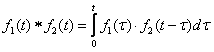 f₁(t) * f₂(t) = ∫₀ᵗ f₁(τ) · f₂(t − τ)dτ